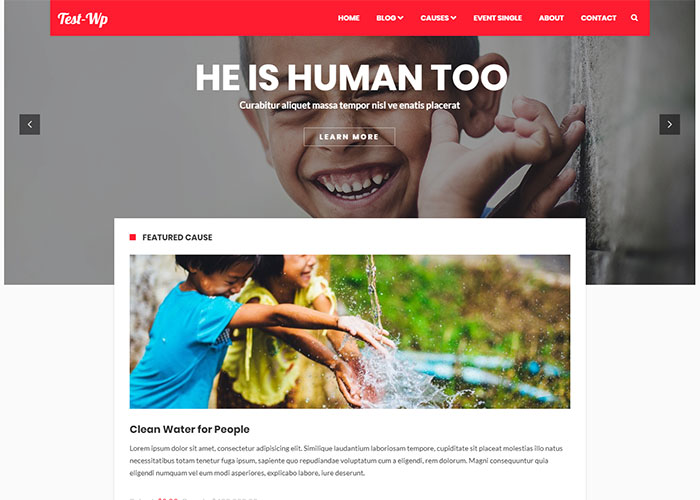 Test-Wp
HOME BLOG CAUSES EVENT SINGLE ABOUT CONTACT
HE IS HUMAN TOO
Curabitur aliquet massa tempor nisl ve enatis placerat
LEARN MORE
FEATURED CAUSE
Clean Water for People
Lorem ipsum dolor sit amet, consectetur adipisicing elit. Similique laudantium laboriosam tempore, cupiditate sit placeat molestias illo natus
necessitatibus totam tenetur fuga ipsum, sapiente quo repudiandae voluptatum cum a eligendi, rem dolorum. Magni consequuntur quia
eligendi numquam vel eum modi asperiores, explicabo labore, iure deserunt.